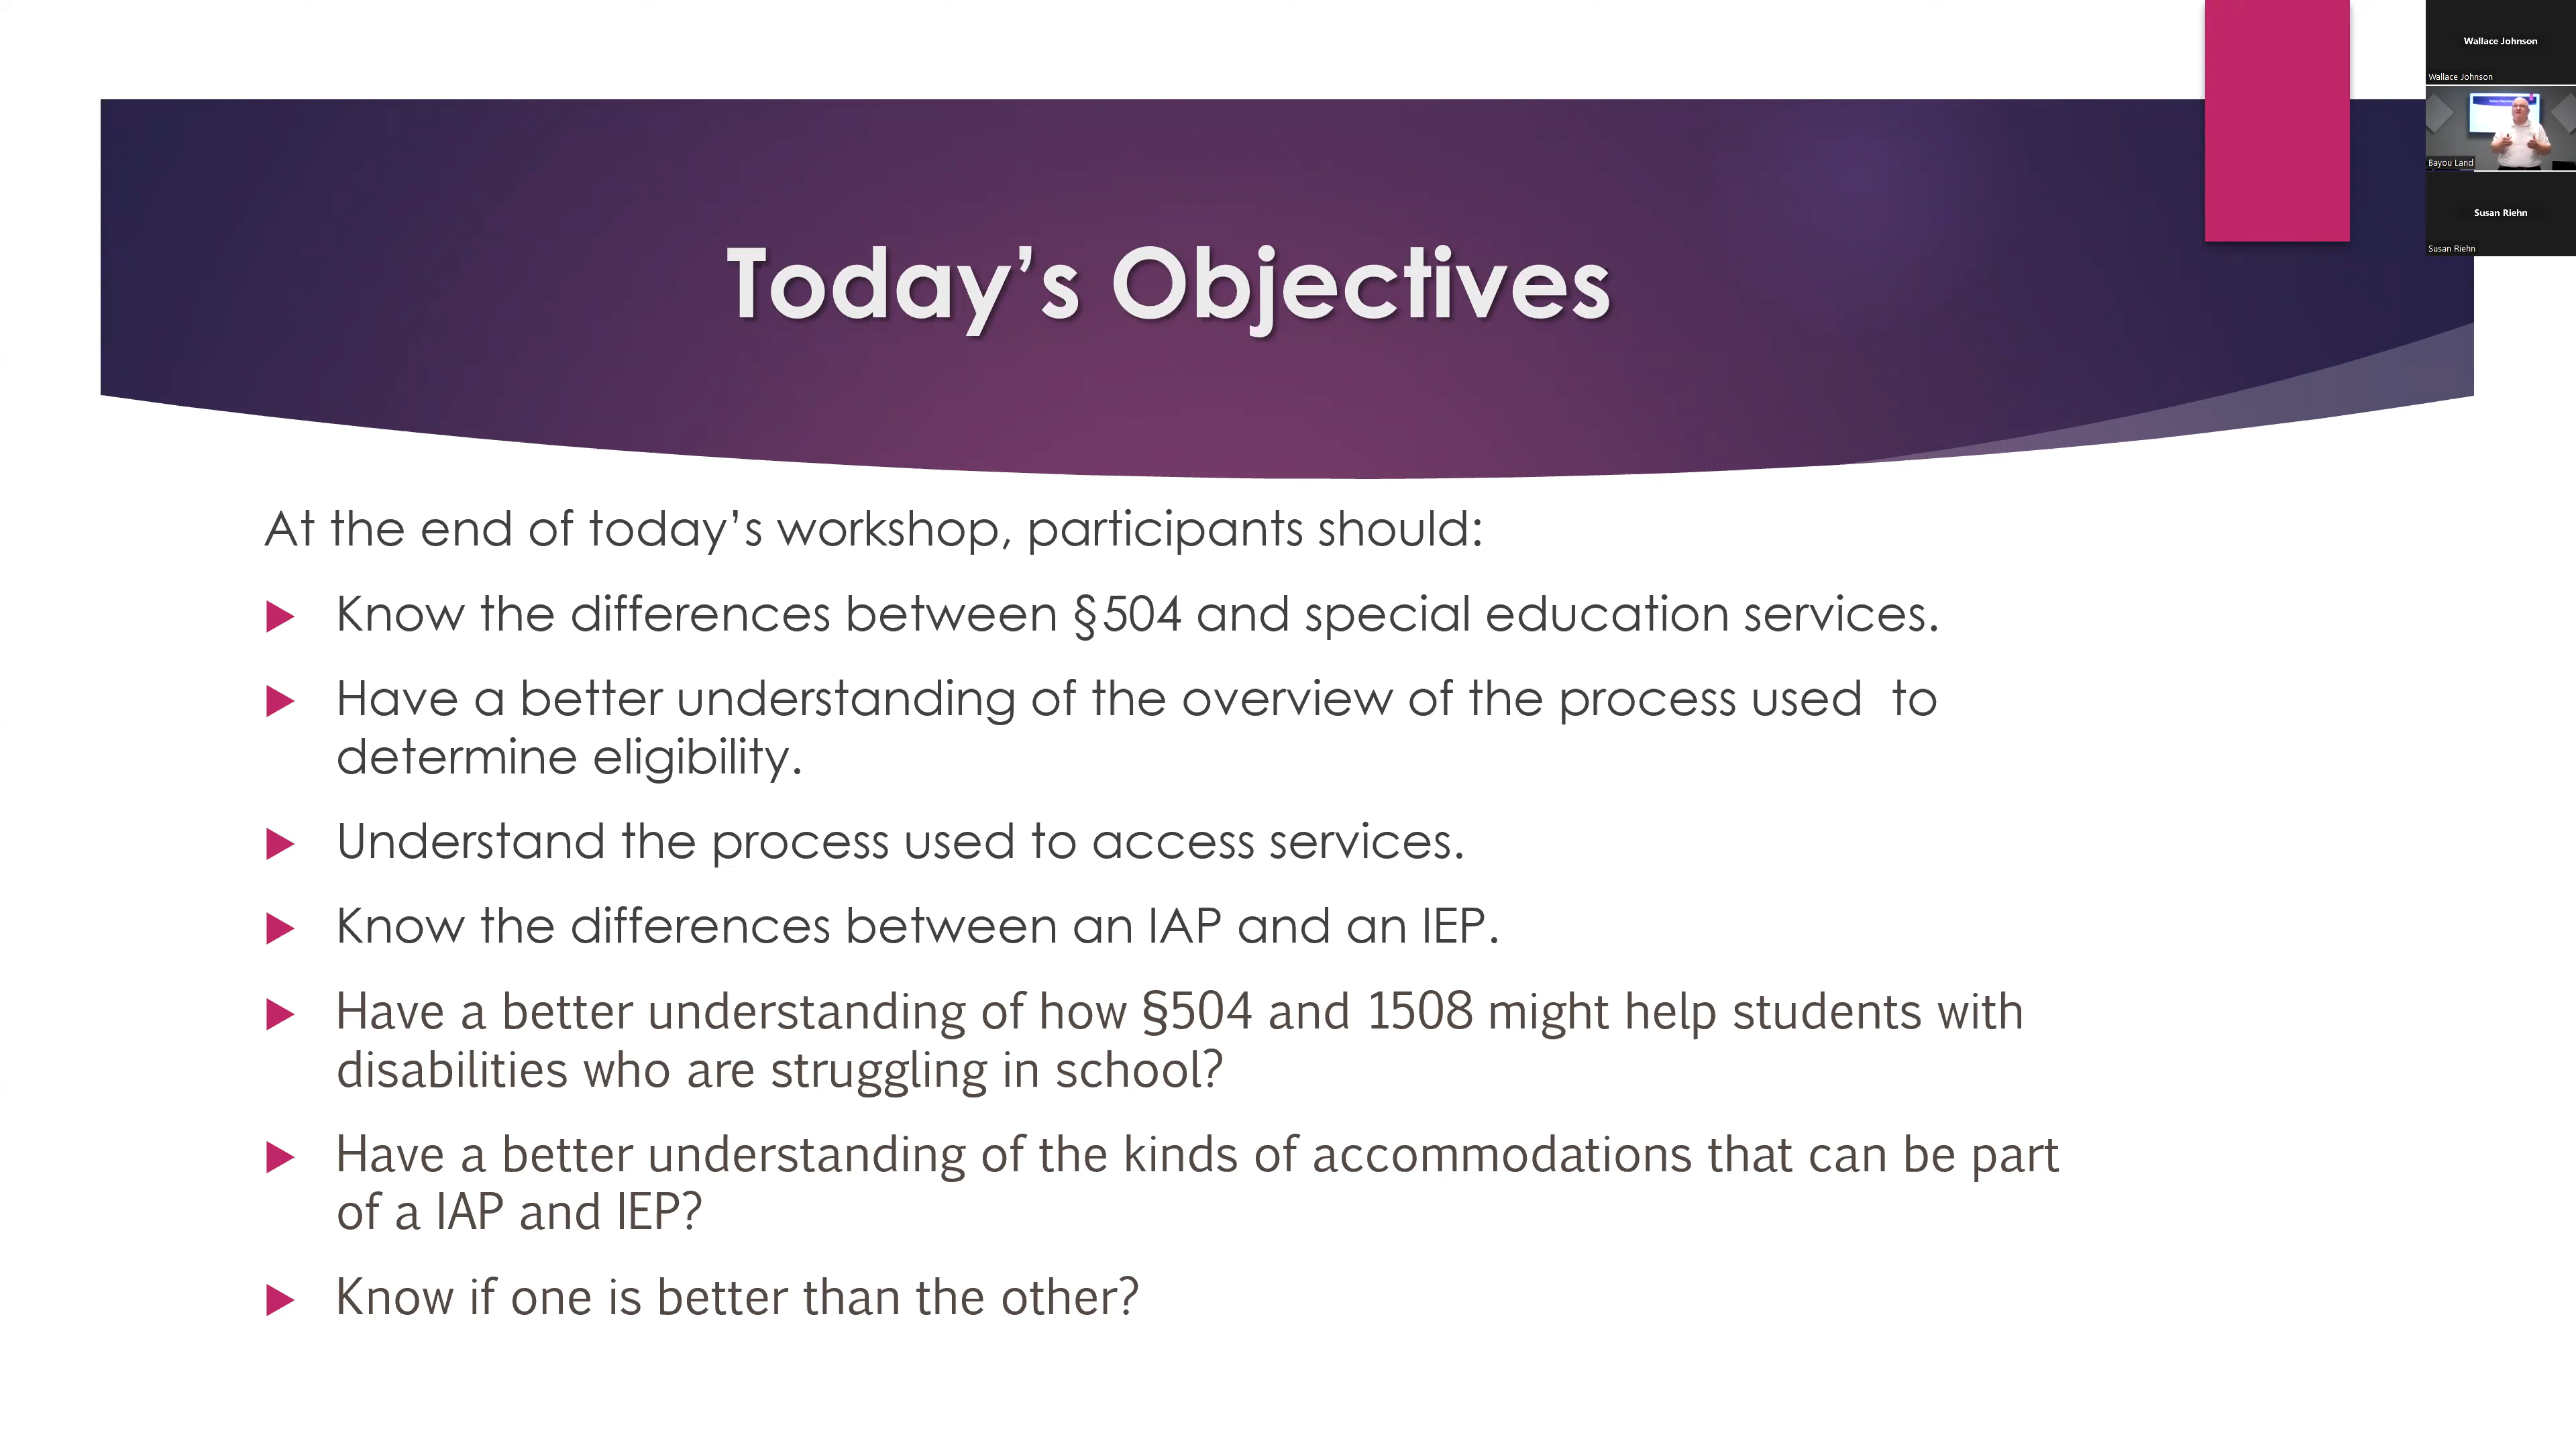 Today’s Objectives
At the end of today’s workshop, participants should:
Know the differences between §504 and special education services.
Have a better understanding of the overview of the process used  to
determine eligibility.
Understand the process used to access services.
Know the differences between an IAP and an IEP.
Have a better understanding of how §504 and 1508 might help students with
disabilities who are struggling in school?
Have a better understanding of the kinds of accommodations that can be part
of a IAP and IEP?
Know if one is better than the other?
Wallace Johnson
Wallace Johnson
Bayou Land
Susan Riehn
Susan Riehn